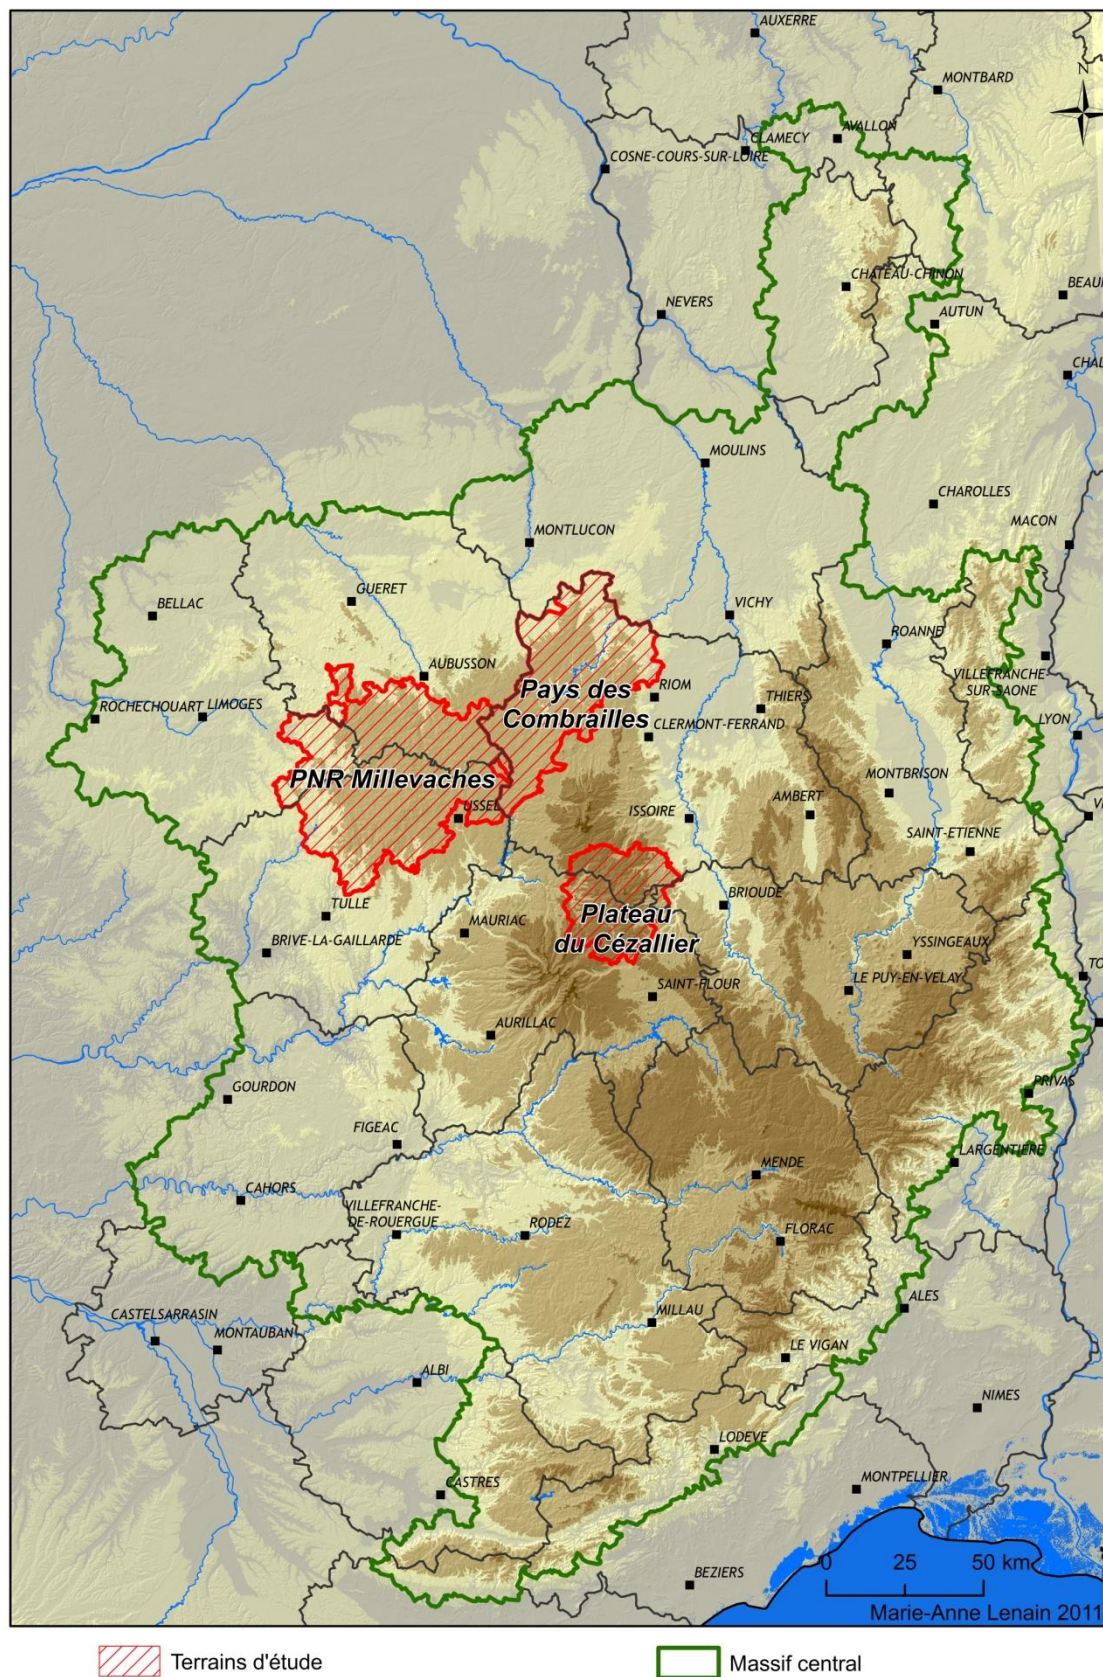 AUXERRE
MONTBARD
N
CLAMECY
AVALLON
COSNE-COURS-SUR-LOIRE
CHATEAU-CHINON
BEAU
NEVERS
AUTUN
CHAL
MOULINS
CHAROLLES
MONTLUCON
MACON
GUERET
BELLAC
VICHY
ROANNE
AUBUSSON
VILLEFRANCHE-
SUR-SAONE
Pays des
Combrailles
RIOM
THIERS
ROCHECHOUART
LIMOGES
CLERMONT-FERRAND
LYON
PNR Millevaches
MONTBRISON
USSEL
ISSOIRE
AMBERT
VI
SAINT-ETIENNE
TULLE
MAURIAC
Plateau
du Cézallier
BRIOUDE
BRIVE-LA-GAILLARDE
YSSINGEAUX
LE PUY-EN-VELAY
TO
SAINT-FLOUR
AURILLAC
GOURDON
PRIVAS
FIGEAC
LARGENTIERE
MENDE
CAHORS
VILLEFRANCHE-
DE-ROUERGUE
RODEZ
FLORAC
CASTELSARRASIN
MONTAUBAN
MILLAU
ALES
LE VIGAN
ALBI
NIMES
LODEVE
CASTRES
MONTPELLIER
0 25 50 km
BEZIERS
Marie-Anne Lenain 2011
Terrains d'étude
Massif central